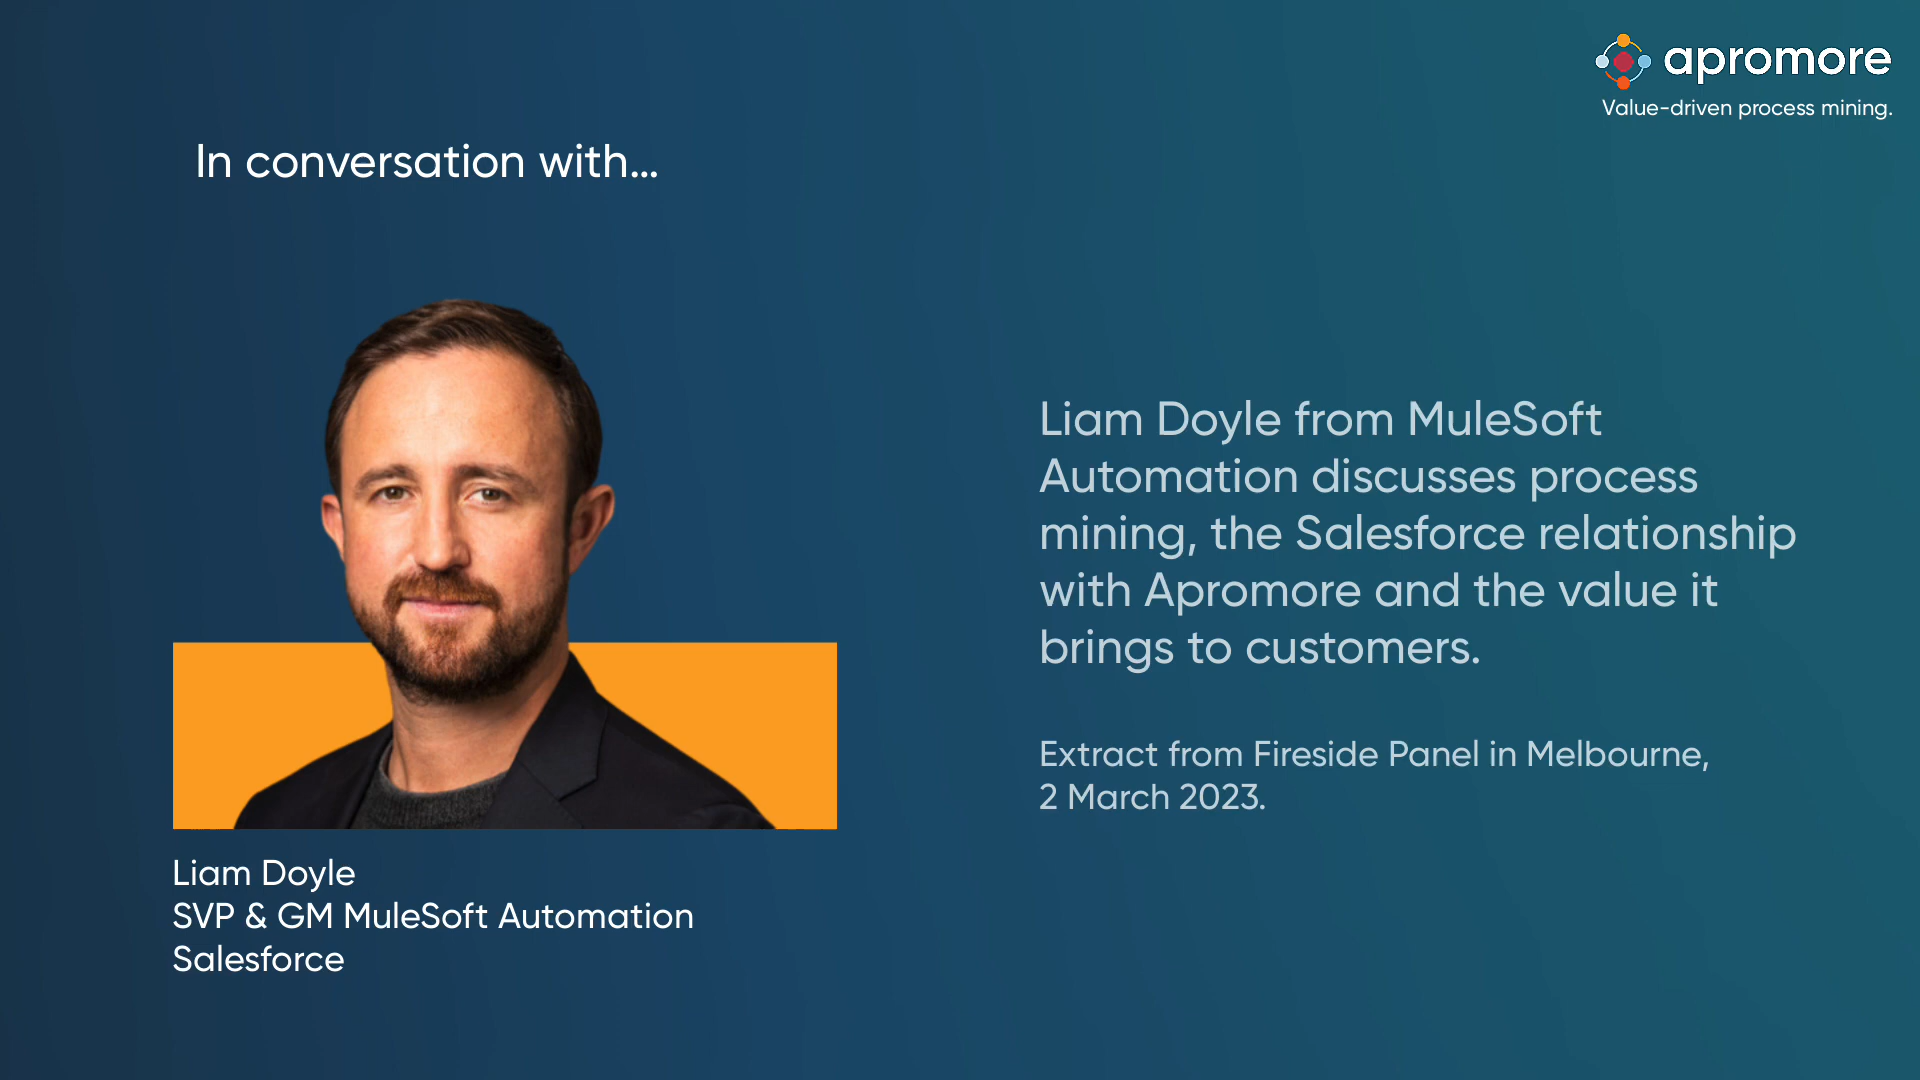 apromore
Value-driven process mining.
In conversation with...
Liam Doyle from MuleSoft
Automation discusses process
mining, the Salesforce relationship
with Apromore and the value it
brings to customers.
Extract from Fireside Panel in Melbourne,
2 March 2023.
Liam Doyle
SVP & GM MuleSoft Automation
Salesforce